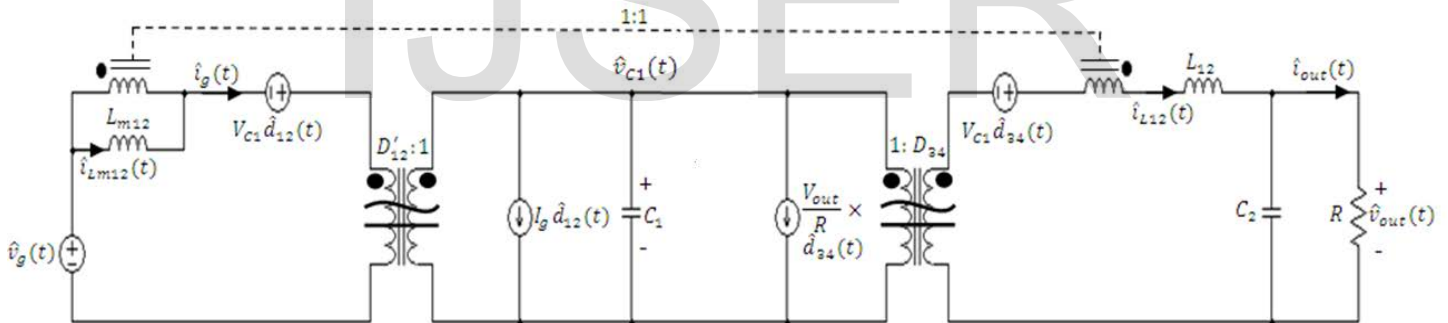 IJSER
1:1
î_g(t)
v̂_C1(t)
L_12
î_out(t)
L_m12
V_C1 d̂_12(t)
V_C1 d̂_34(t)
î_L12(t)
î_Lm12(t)
D′_12:1
1: D_34
v̂_g(t)
I_g d̂_12(t)
+
C_1
-
V_out/R ×
d̂_34(t)
C_2
R
+
v̂_out(t)
-